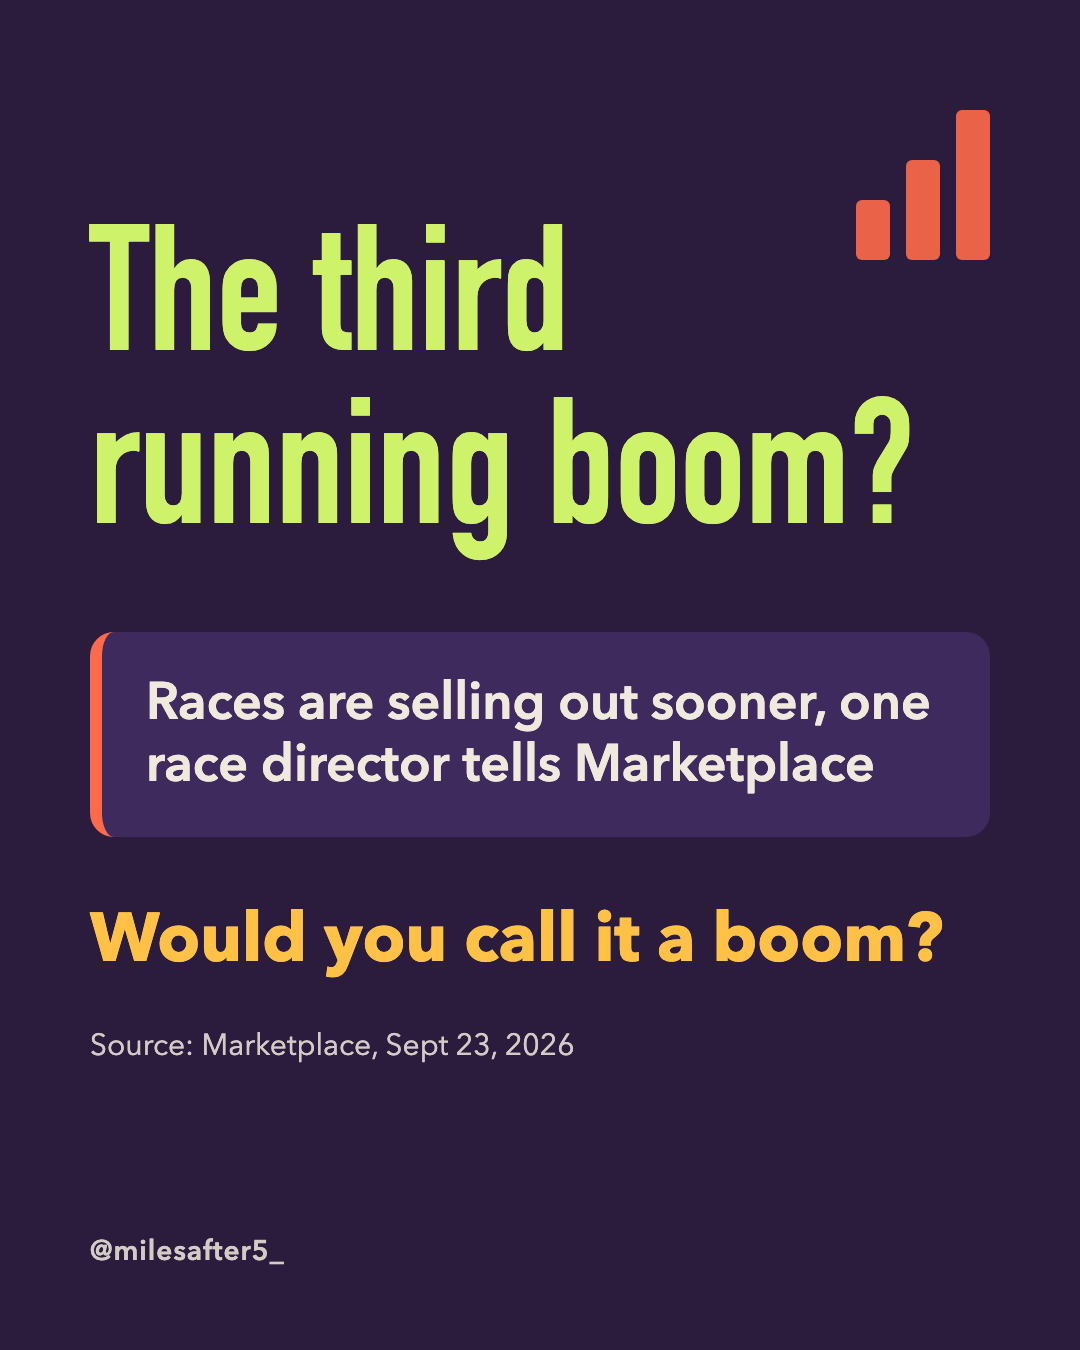 The third
running boom?
Races are selling out sooner, one
race director tells Marketplace
Would you call it a boom?
Source: Marketplace, Sept 23, 2026
@milesafter5_